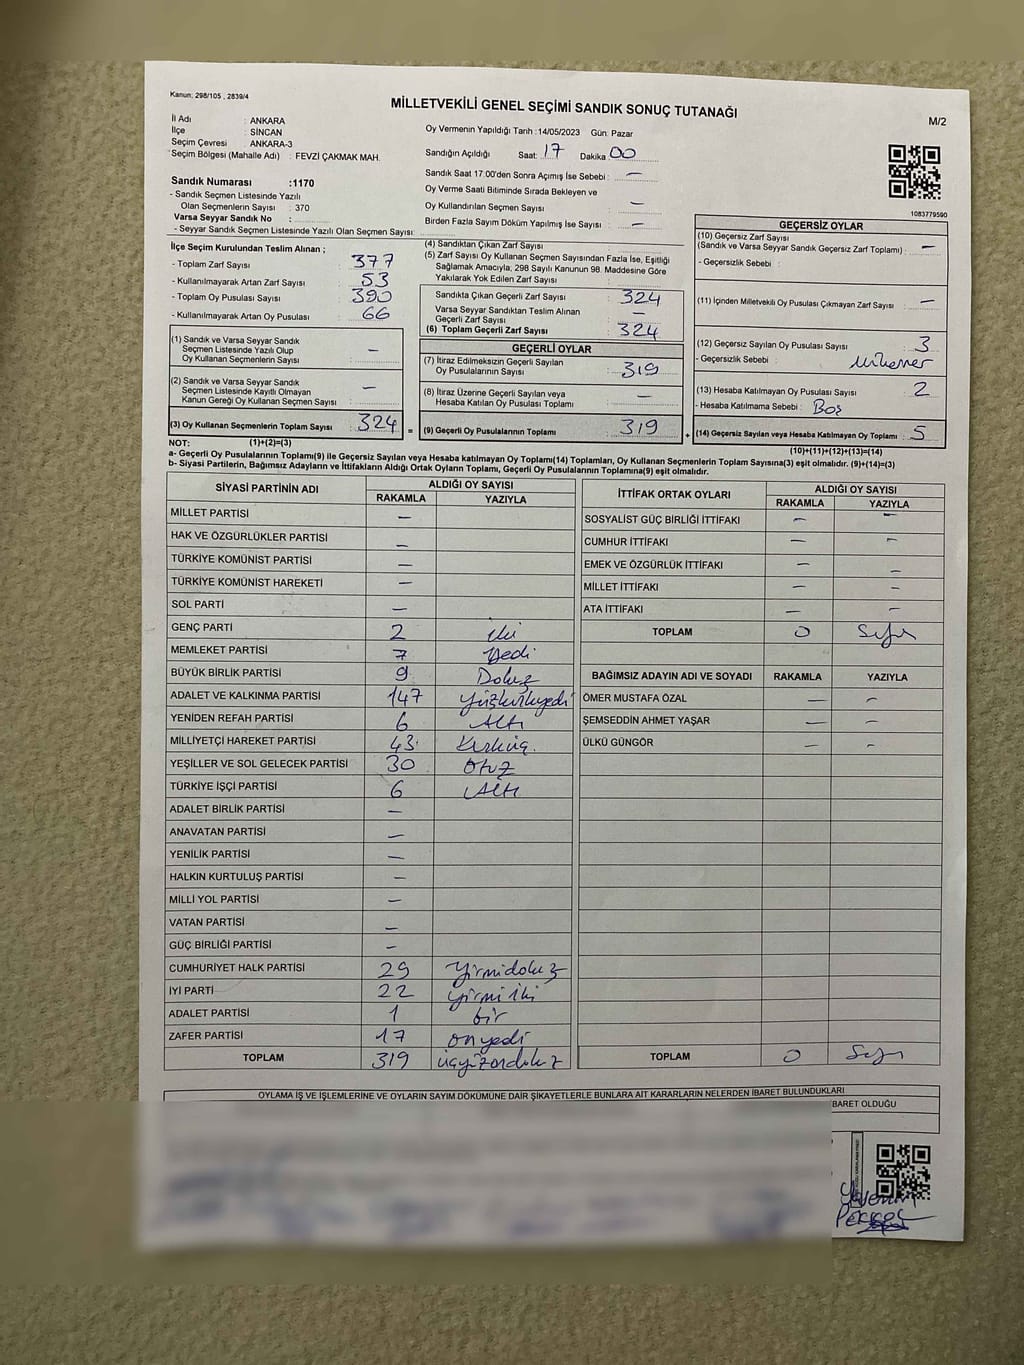 Kanun: 298/105 , 2839/4
MİLLETVEKİLİ GENEL SEÇİMİ SANDIK SONUÇ TUTANAĞI
M/2
İl Adı : ANKARA
İlçe : SİNCAN
Seçim Çevresi : ANKARA-3
Seçim Bölgesi (Mahalle Adı) : FEVZİ ÇAKMAK MAH.
Oy Vermenin Yapıldığı Tarih :14/05/2023 Gün: Pazar
Sandığın Açıldığı Saat: 17 Dakika 00
Sandık Saat 17:00'den Sonra Açımış İse Sebebi : —
Oy Verme Saati Bitiminde Sırada Bekleyen ve
Oy Kullandırılan Seçmen Sayısı : —
Birden Fazla Sayım Döküm Yapılmış İse Sayısı : —
Sandık Numarası :1170
- Sandık Seçmen Listesinde Yazılı
Olan Seçmenlerin Sayısı : 370
Varsa Seyyar Sandık No :
- Seyyar Sandık Seçmen Listesinde Yazılı Olan Seçmen Sayısı:
1083779590
İlçe Seçim Kurulundan Teslim Alınan ;
- Toplam Zarf Sayısı : 377
- Kullanılmayarak Artan Zarf Sayısı : 53
- Toplam Oy Pusulası Sayısı : 390
- Kullanılmayarak Artan Oy Pusulası : 66
(1) Sandık ve Varsa Seyyar Sandık
Seçmen Listesinde Yazılı Olup
Oy Kullanan Seçmenlerin Sayısı : —
(2) Sandık ve Varsa Seyyar Sandık
Seçmen Listesinde Kayıtlı Olmayan
Kanun Gereği Oy Kullanan Seçmen Sayısı : —
(3) Oy Kullanan Seçmenlerin Toplam Sayısı : 324
(4) Sandıktan Çıkan Zarf Sayısı :
(5) Zarf Sayısı Oy Kullanan Seçmen Sayısından Fazla İse, Eşitliği
Sağlamak Amacıyla; 298 Sayılı Kanunun 98. Maddesine Göre
Yakılarak Yok Edilen Zarf Sayısı :
Sandıkta Çıkan Geçerli Zarf Sayısı : 324
Varsa Seyyar Sandıktan Teslim Alınan
Geçerli Zarf Sayısı : —
(6) Toplam Geçerli Zarf Sayısı : 324
GEÇERLİ OYLAR
(7) İtiraz Edilmeksizin Geçerli Sayılan
Oy Pusulalarının Sayısı : 319
(8) İtiraz Üzerine Geçerli Sayılan veya
Hesaba Katılan Oy Pusulası Toplamı : —
= (9) Geçerli Oy Pusulalarının Toplamı : 319
GEÇERSİZ OYLAR
(10) Geçersiz Zarf Sayısı
(Sandık ve Varsa Seyyar Sandık Geçersiz Zarf Toplamı) : —
- Geçersizlik Sebebi :
(11) İçinden Milletvekili Oy Pusulası Çıkmayan Zarf Sayısı : —
(12) Geçersiz Sayılan Oy Pusulası Sayısı : 3
- Geçersizlik Sebebi : Mükerrer
(13) Hesaba Katılmayan Oy Pusulası Sayısı : 2
- Hesaba Katılmama Sebebi : Boş
+ (14) Geçersiz Sayılan veya Hesaba Katılmayan Oy Toplamı : 5
NOT: (1)+(2)=(3)
(10)+(11)+(12)+(13)=(14)
a- Geçerli Oy Pusulalarının Toplamı(9) ile Geçersiz Sayılan veya Hesaba Katılmayan Oy Toplamı(14) Toplamları, Oy Kullanan Seçmenlerin Toplam Sayısına(3) eşit olmalıdır. (9)+(14)=(3)
b- Siyasi Partilerin, Bağımsız Adayların ve İttifakların Aldığı Ortak Oyların Toplamı, Geçerli Oy Pusulalarının Toplamına(9) eşit olmalıdır.
SİYASİ PARTİNİN ADI ALDIĞI OY SAYISI
RAKAMLA YAZIYLA
MİLLET PARTİSİ —
HAK VE ÖZGÜRLÜKLER PARTİSİ —
TÜRKİYE KOMÜNİST PARTİSİ —
TÜRKİYE KOMÜNİST HAREKETİ —
SOL PARTİ —
GENÇ PARTİ 2 iki
MEMLEKET PARTİSİ 7 Yedi
BÜYÜK BİRLİK PARTİSİ 9 Dokuz
ADALET VE KALKINMA PARTİSİ 147 yüzkırkyedi
YENİDEN REFAH PARTİSİ 6 Altı
MİLLİYETÇİ HAREKET PARTİSİ 43 Kırküç.
YEŞİLLER VE SOL GELECEK PARTİSİ 30 Otuz
TÜRKİYE İŞÇİ PARTİSİ 6 Altı
ADALET BİRLİK PARTİSİ —
ANAVATAN PARTİSİ —
YENİLİK PARTİSİ —
HALKIN KURTULUŞ PARTİSİ —
MİLLİ YOL PARTİSİ —
VATAN PARTİSİ —
GÜÇ BİRLİĞİ PARTİSİ —
CUMHURİYET HALK PARTİSİ 29 Yirmidokuz
İYİ PARTİ 22 yirmiiki
ADALET PARTİSİ 1 bir
ZAFER PARTİSİ 17 onyedi
TOPLAM 319 üçyüzondokuz
İTTİFAK ORTAK OYLARI ALDIĞI OY SAYISI
RAKAMLA YAZIYLA
SOSYALİST GÜÇ BİRLİĞİ İTTİFAKI — —
CUMHUR İTTİFAKI — —
EMEK VE ÖZGÜRLÜK İTTİFAKI — —
MİLLET İTTİFAKI — —
ATA İTTİFAKI — —
TOPLAM 0 Sıfır
BAĞIMSIZ ADAYIN ADI VE SOYADI RAKAMLA YAZIYLA
ÖMER MUSTAFA ÖZAL — —
ŞEMSEDDİN AHMET YAŞAR — —
ÜLKÜ GÜNGÖR — —
TOPLAM 0 Sıfır
OYLAMA İŞ VE İŞLEMLERİNE VE OYLARIN SAYIM DÖKÜMÜNE DAİR ŞİKAYETLERLE BUNLARA AİT KARARLARIN NELERDEN İBARET BULUNDUKLARI
BARET OLDUĞU